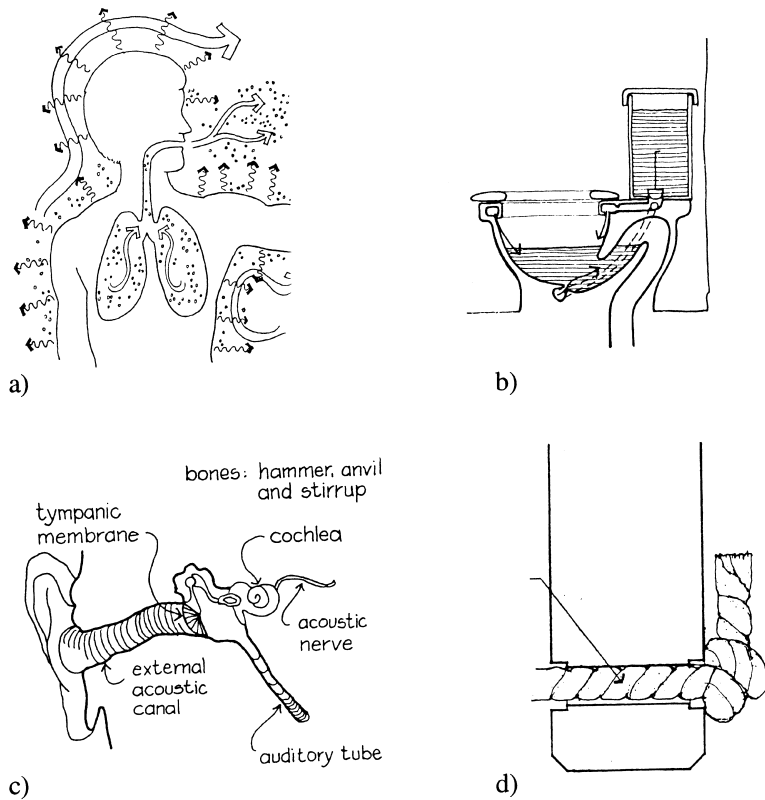 a)
b)
bones: hammer, anvil
and stirrup
tympanic
membrane
cochlea
acoustic
nerve
external
acoustic
canal
auditory tube
c)
d)